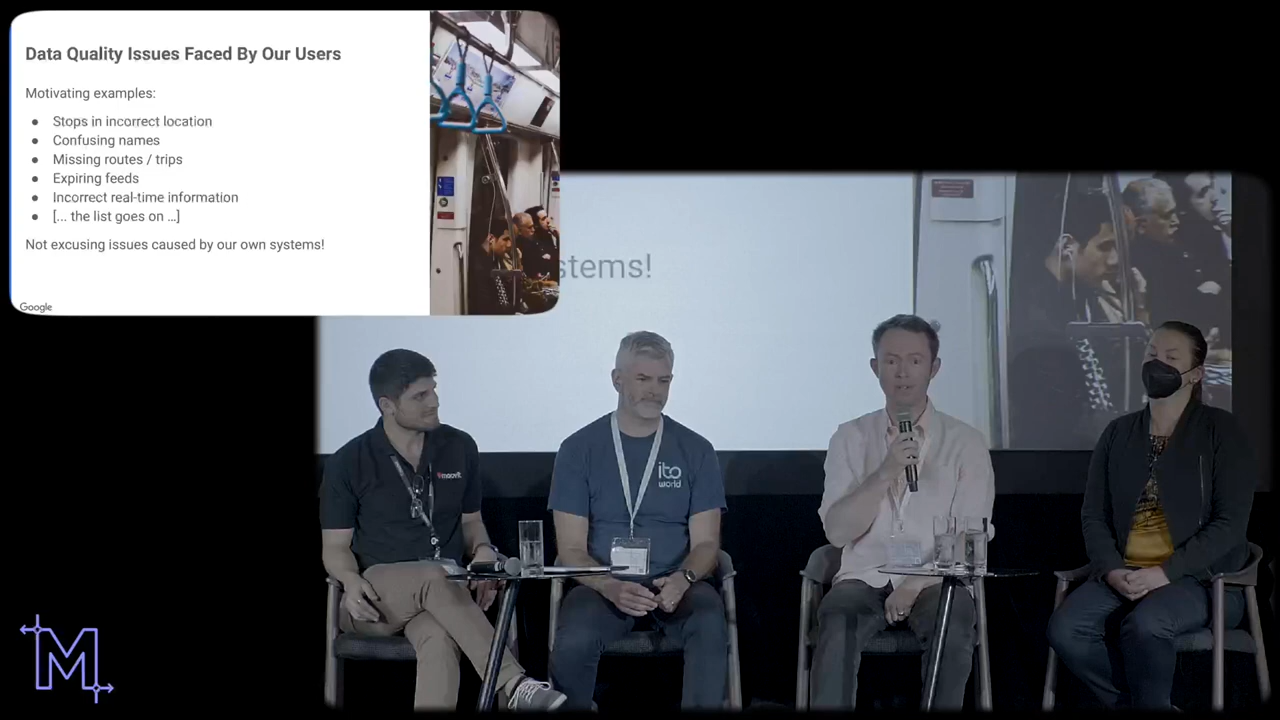 Data Quality Issues Faced By Our Users
Motivating examples:
● Stops in incorrect location
● Confusing names
● Missing routes / trips
● Expiring feeds
● Incorrect real-time information
● [... the list goes on …]
Not excusing issues caused by our own systems!
Google
stems!
moovit
ito
world
M